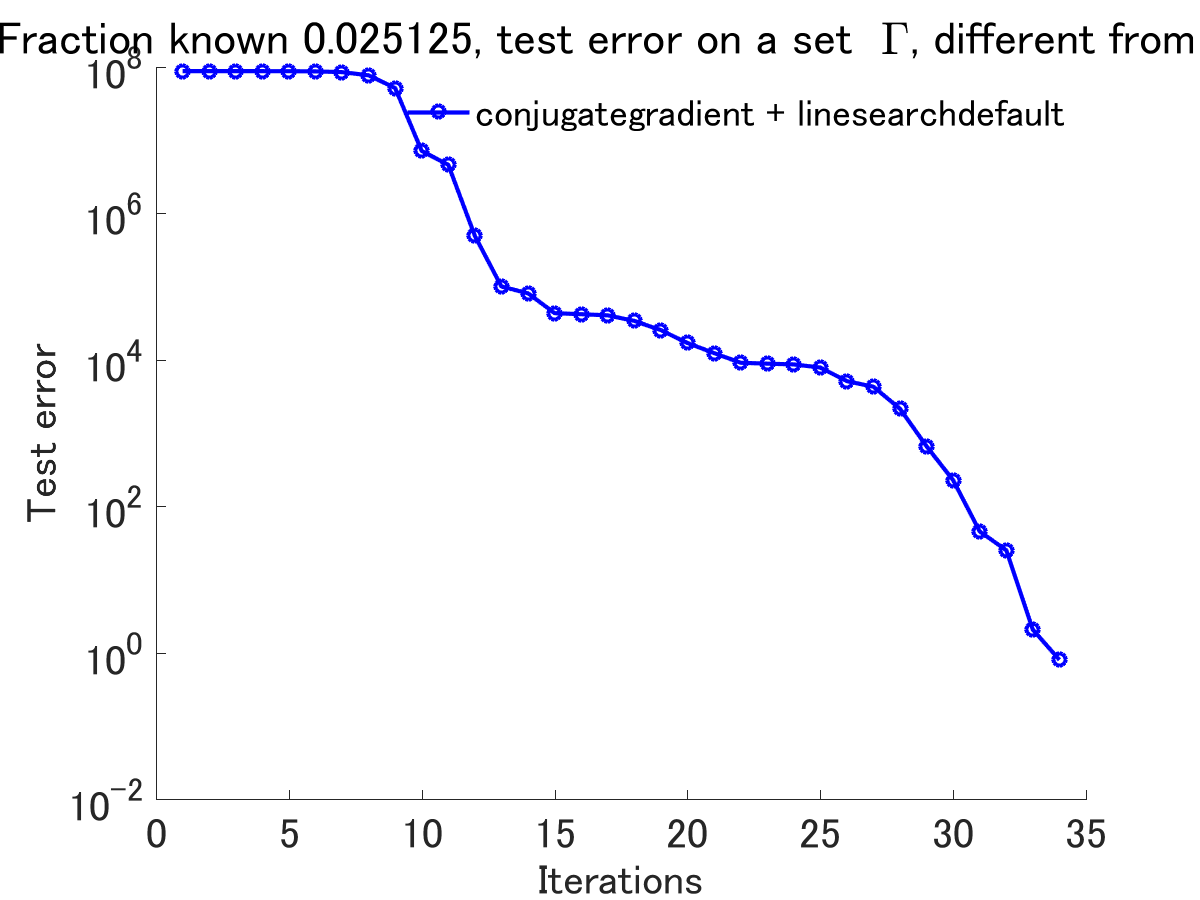 Fraction known 0.025125, test error on a set Γ, different from
10^8
conjugategradient + linesearchdefault
10^6
10^4
10^2
10^0
10^-2
Test error
0 5 10 15 20 25 30 35
Iterations